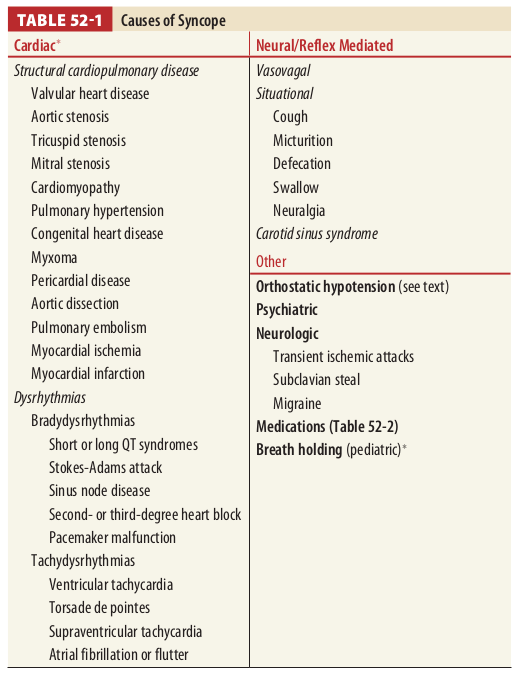 TABLE 52-1 Causes of Syncope
Cardiac*
Structural cardiopulmonary disease
Valvular heart disease
Aortic stenosis
Tricuspid stenosis
Mitral stenosis
Cardiomyopathy
Pulmonary hypertension
Congenital heart disease
Myxoma
Pericardial disease
Aortic dissection
Pulmonary embolism
Myocardial ischemia
Myocardial infarction
Dysrhythmias
Bradydysrhythmias
Short or long QT syndromes
Stokes-Adams attack
Sinus node disease
Second- or third-degree heart block
Pacemaker malfunction
Tachydysrhythmias
Ventricular tachycardia
Torsade de pointes
Supraventricular tachycardia
Atrial fibrillation or flutter
Neural/Reflex Mediated
Vasovagal
Situational
Cough
Micturition
Defecation
Swallow
Neuralgia
Carotid sinus syndrome
Other
Orthostatic hypotension (see text)
Psychiatric
Neurologic
Transient ischemic attacks
Subclavian steal
Migraine
Medications (Table 52-2)
Breath holding (pediatric)*